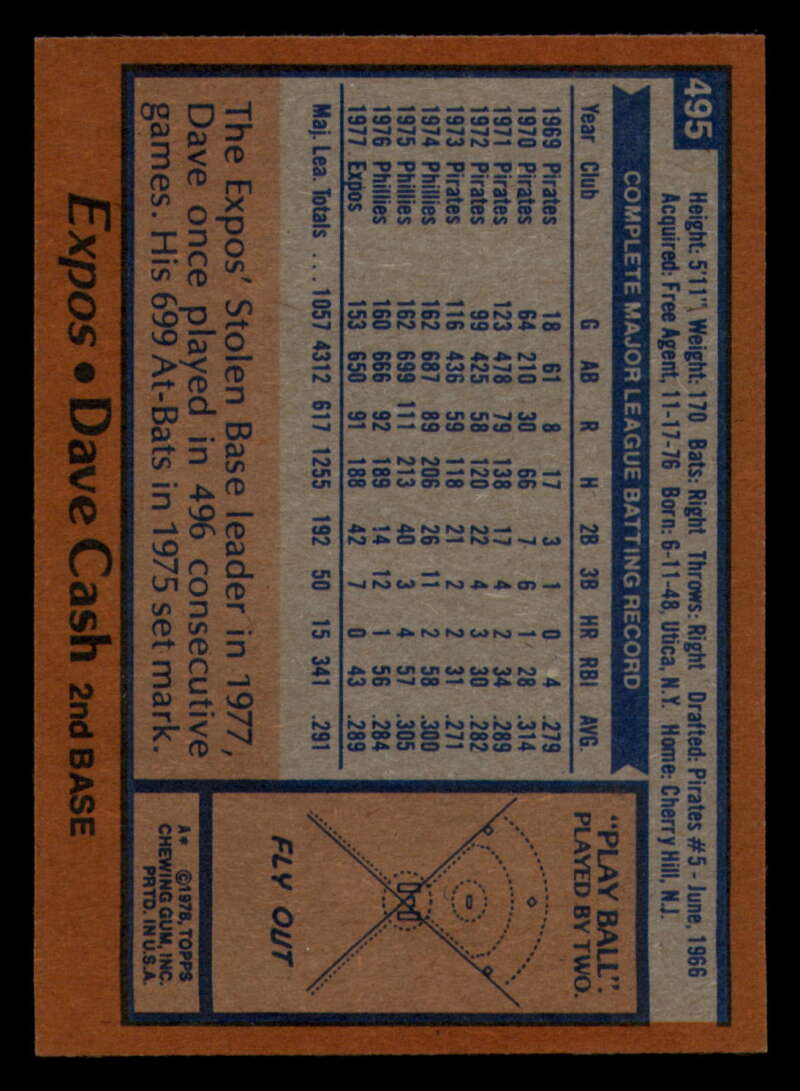 495
Height: 5'11", Weight: 170 Bats: Right Throws: Right Drafted: Pirates #5 - June, 1966
Acquired: Free Agent, 11-17-76 Born: 6-11-48, Utica, N.Y. Home: Cherry Hill, N.J.
COMPLETE MAJOR LEAGUE BATTING RECORD
Year Club G AB R H 2B 3B HR RBI AVG.
1969 Pirates 18 61 8 17 3 1 0 4 .279
1970 Pirates 64 210 30 66 7 6 1 28 .314
1971 Pirates 123 478 79 138 17 4 2 34 .289
1972 Pirates 99 425 58 120 22 4 3 30 .282
1973 Pirates 116 436 59 118 21 2 2 31 .271
1974 Phillies 162 687 89 206 26 11 2 58 .300
1975 Phillies 162 699 111 213 40 3 4 57 .305
1976 Phillies 160 666 92 189 14 12 1 56 .284
1977 Expos 153 650 91 188 42 7 0 43 .289
Maj. Lea. Totals ... 1057 4312 617 1255 192 50 15 341 .291
The Expos' Stolen Base leader in 1977,
Dave once played in 496 consecutive
games. His 699 At-Bats in 1975 set mark.
"PLAY BALL".
PLAYED BY TWO.
FLY OUT
A* ©1978, TOPPS
CHEWING GUM, INC.
PRTD. IN U.S.A.
Expos • Dave Cash 2nd BASE